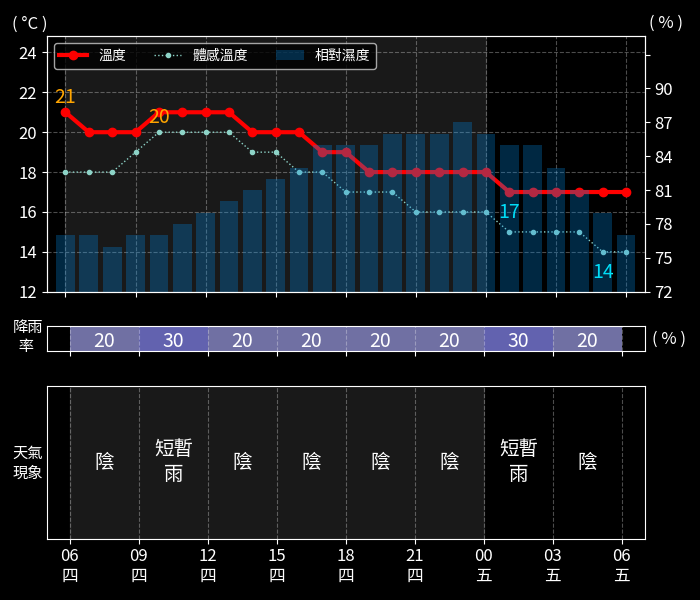 ( °C )
( % )
溫度
體感溫度
相對濕度
24
22
20
18
16
14
12
90
87
84
81
78
75
72
21
20
17
14
降雨
率
20
30
20
20
20
20
30
20
( % )
天氣
現象
陰
短暫
雨
陰
陰
陰
陰
短暫
雨
陰
06
09
12
15
18
21
00
03
06
四
四
四
四
四
四
五
五
五